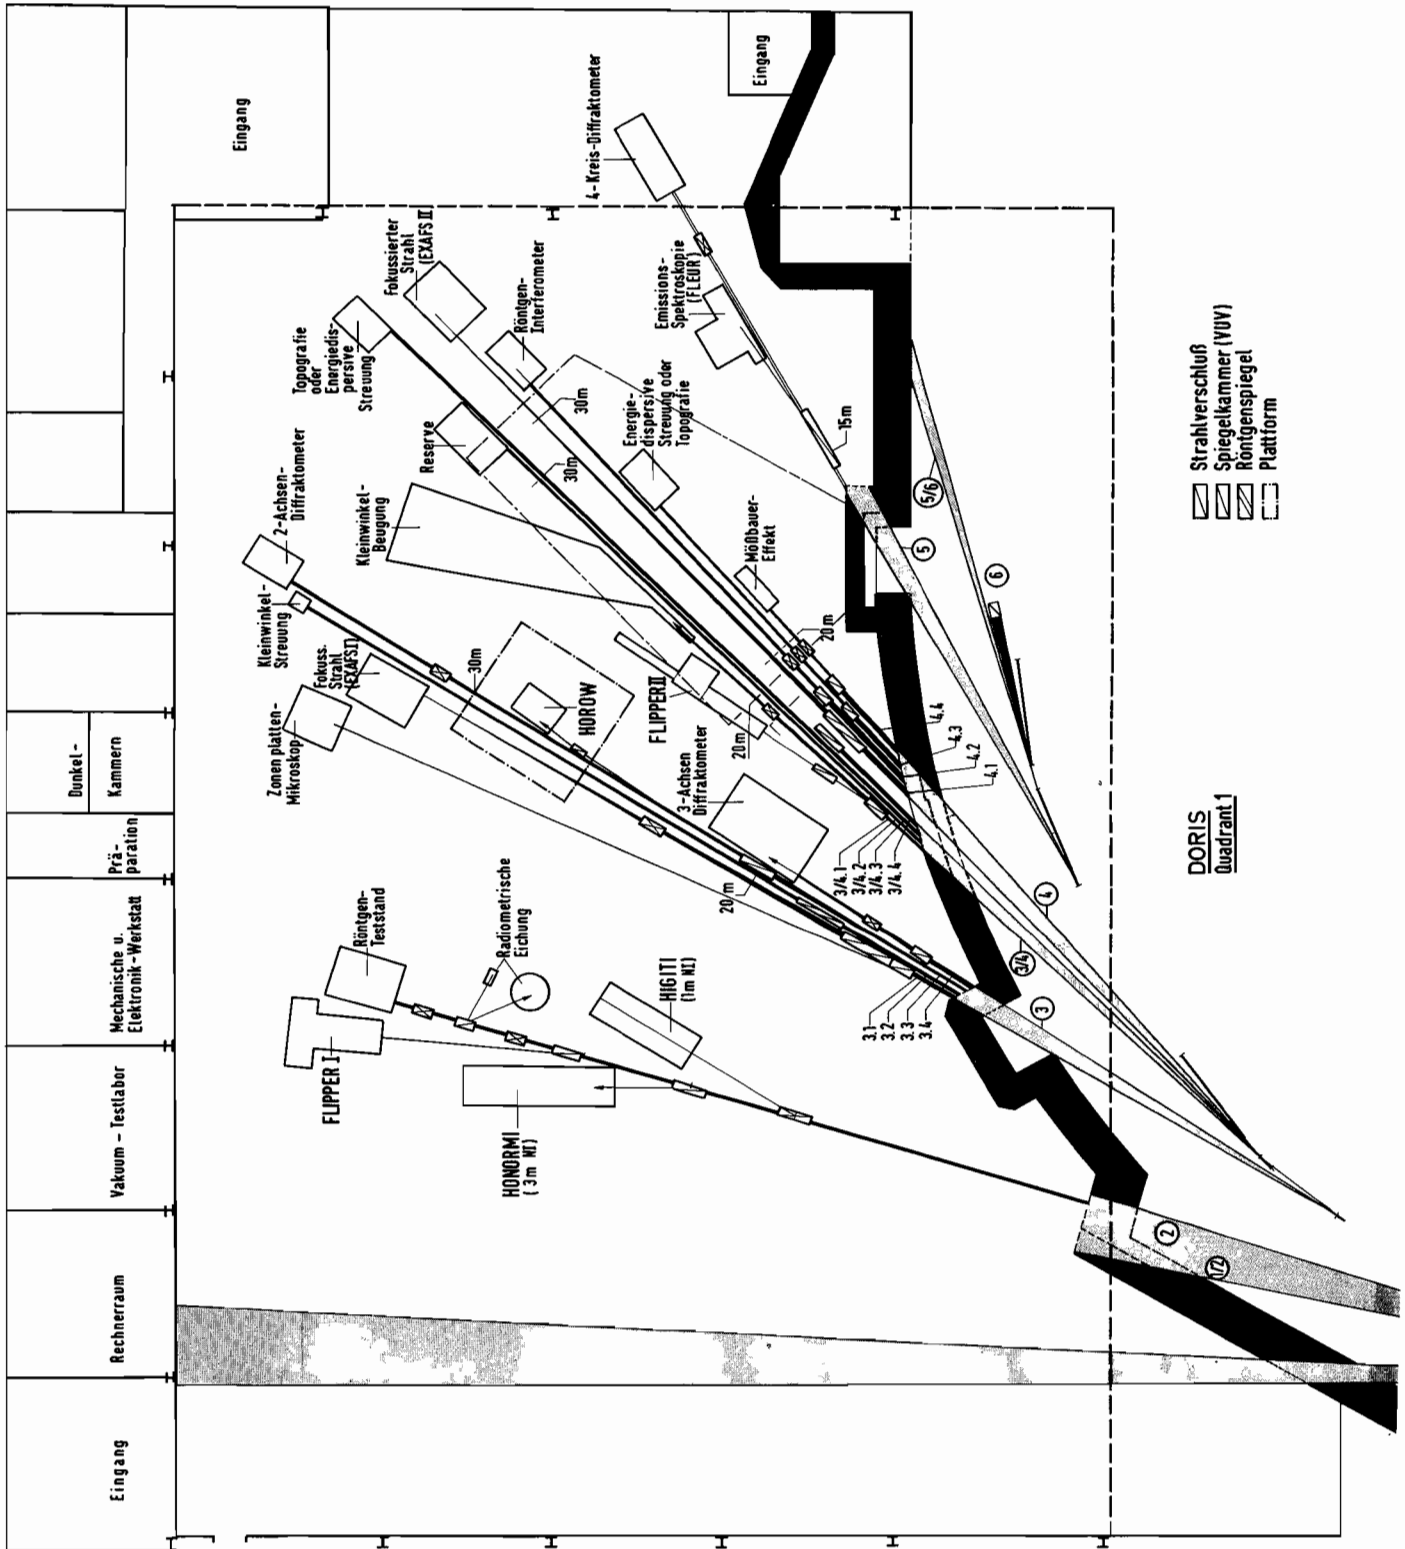 Eingang
Rechnerraum
Vakuum - Testlabor
Mechanische u.
Elektronik-Werkstatt
Prä-
paration
Dunkel-
Kammern
Eingang
Eingang
FLIPPER I
Röntgen-
Teststand
Radiometrische
Eichung
HONORMI
(3m NI)
HIGITI
(1m NI)
Zonenplatten-
Mikroskop
Fokuss.
Strahl
Kleinwinkel-
Streuung
2-Achsen-
Diffraktometer
30m
HOROW
20m
3-Achsen
Diffraktometer
FLIPPER II
20m
Kleinwinkel-
Beugung
Reserve
Topografie
oder
Energiedis-
persive
Streuung
Fokussierter
Strahl
(EXAFS II)
Röntgen-
Interferometer
30m
30m
Energie-
dispersive
Streuung oder
Topografie
Mößbauer-
Effekt
20m
Emissions-
Spektroskopie
(FLEUR)
4-Kreis-Diffraktometer
15m
3.1
3.2
3.3
3.4
3/4.1
3/4.2
3/4.3
3/4.4
4.1
4.2
4.3
4.4
1/2
2
3
3/4
4
5
5/6
6
DORIS
Quadrant 1
Strahlverschluß
Spiegelkammer (VUV)
Röntgenspiegel
Plattform